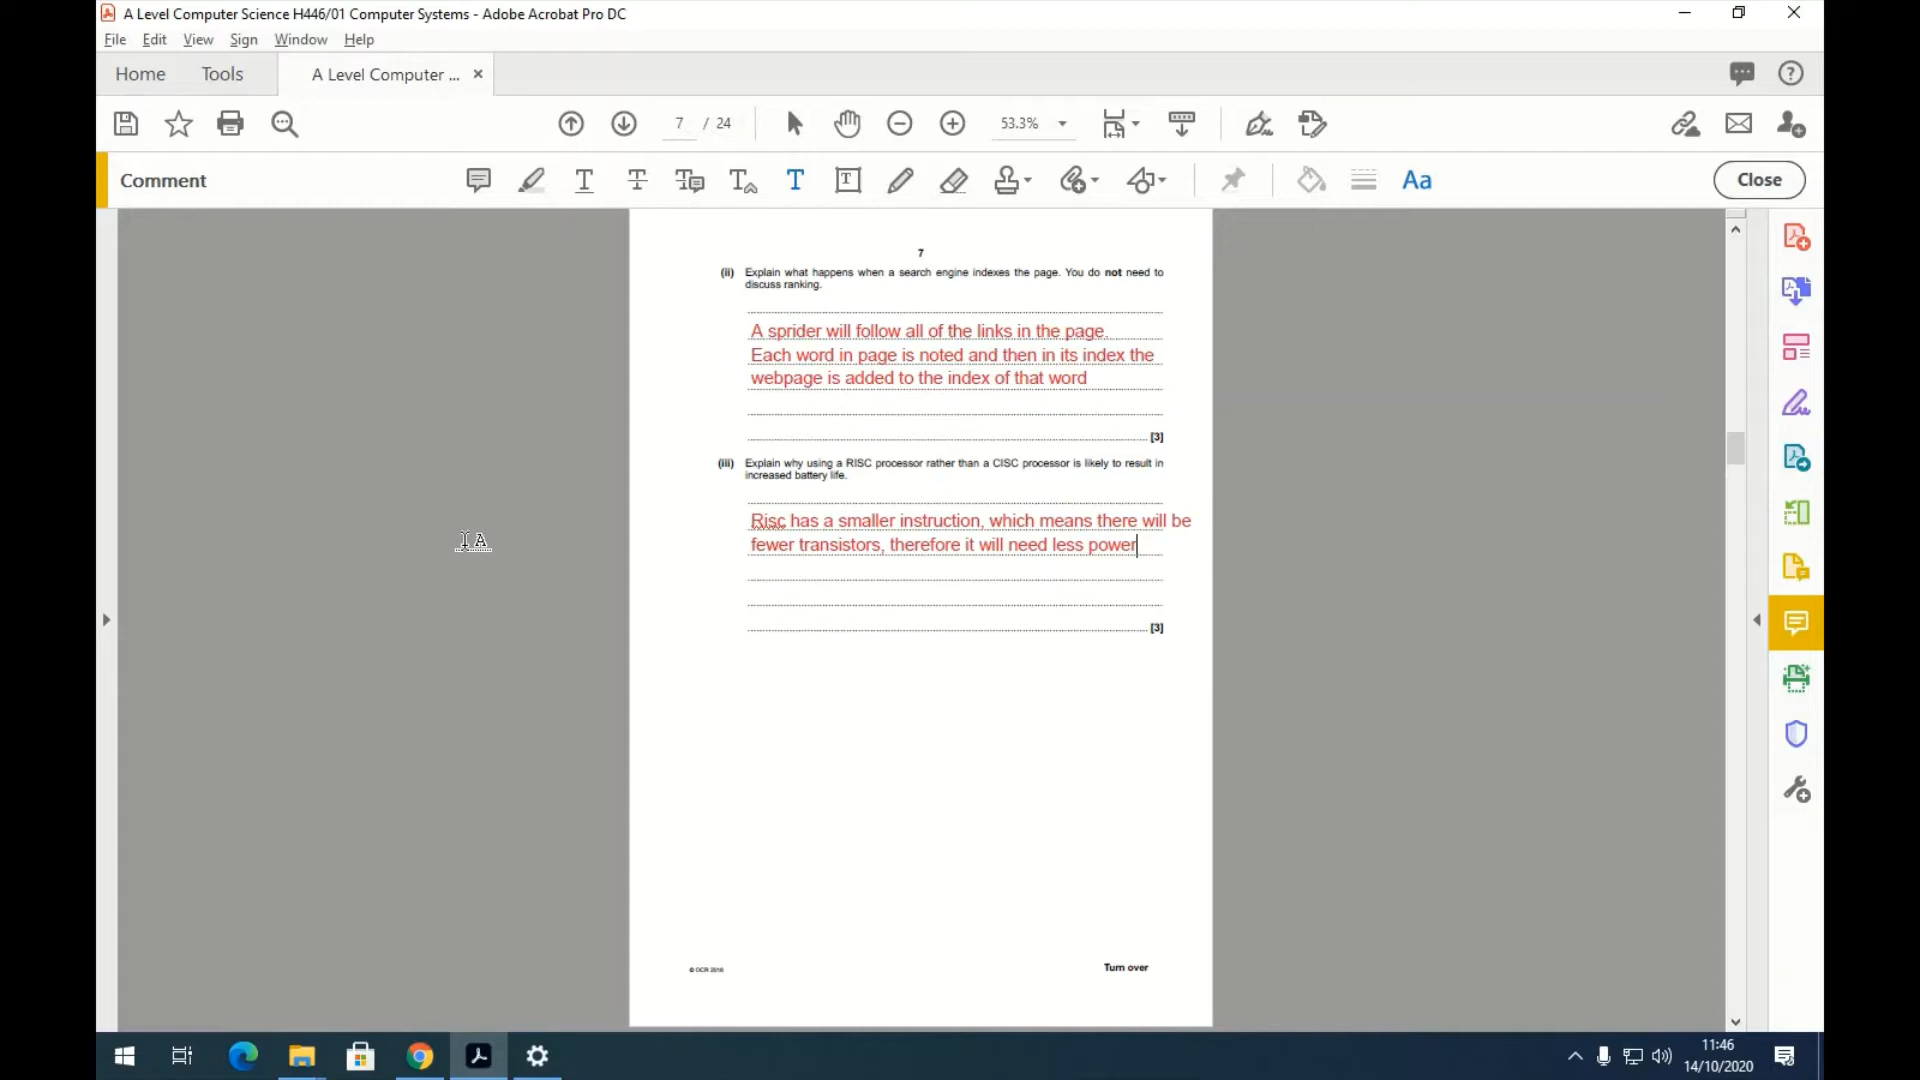 A Level Computer Science H446/01 Computer Systems - Adobe Acrobat Pro DC
File Edit View Sign Window Help
Home Tools A Level Computer ... ×
7 / 24 53.3%
Comment Close
7
(ii) Explain what happens when a search engine indexes the page. You do not need to
discuss ranking.
A sprider will follow all of the links in the page.
Each word in page is noted and then in its index the
webpage is added to the index of that word
[3]
(iii) Explain why using a RISC processor rather than a CISC processor is likely to result in
increased battery life.
Risc has a smaller instruction, which means there will be
fewer transistors, therefore it will need less power
[3]
© OCR 2018
Turn over
11:46
14/10/2020